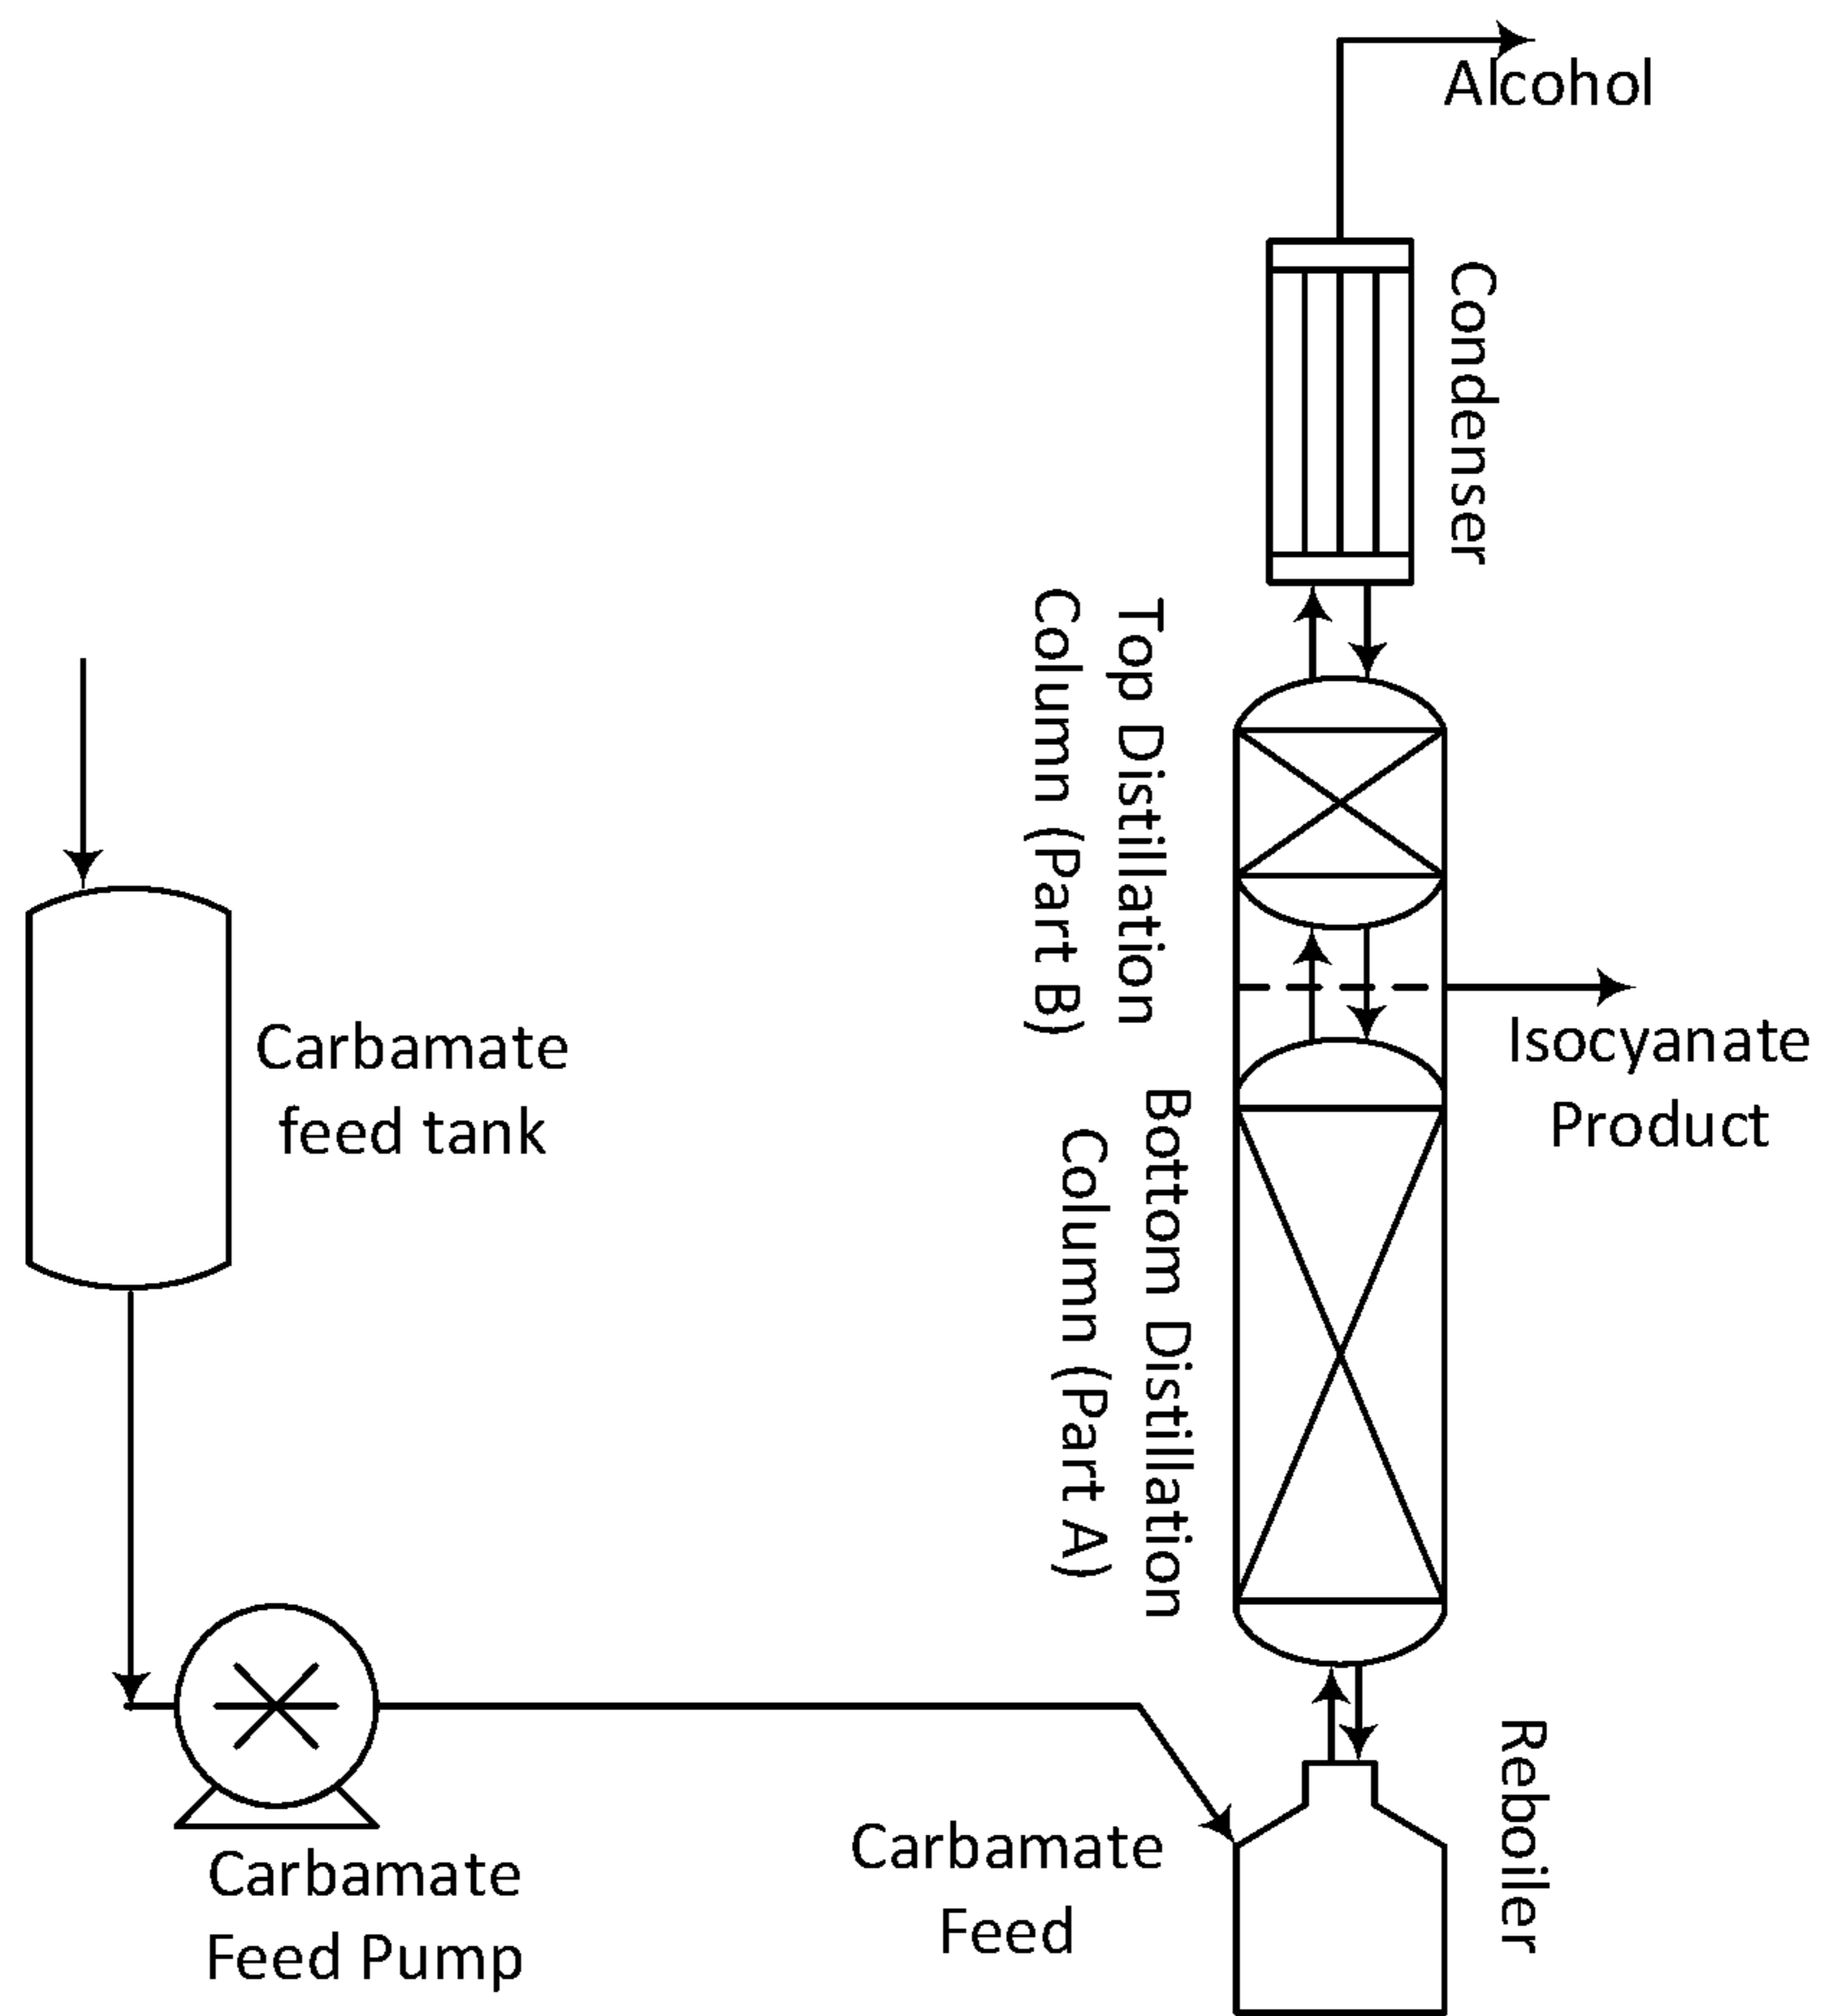 Alcohol
Condenser
Top Distillation
Column (Part B)
Carbamate
feed tank
Isocyanate
Product
Bottom Distillation
Column (Part A)
Carbamate
Feed Pump
Carbamate
Feed
Reboiler